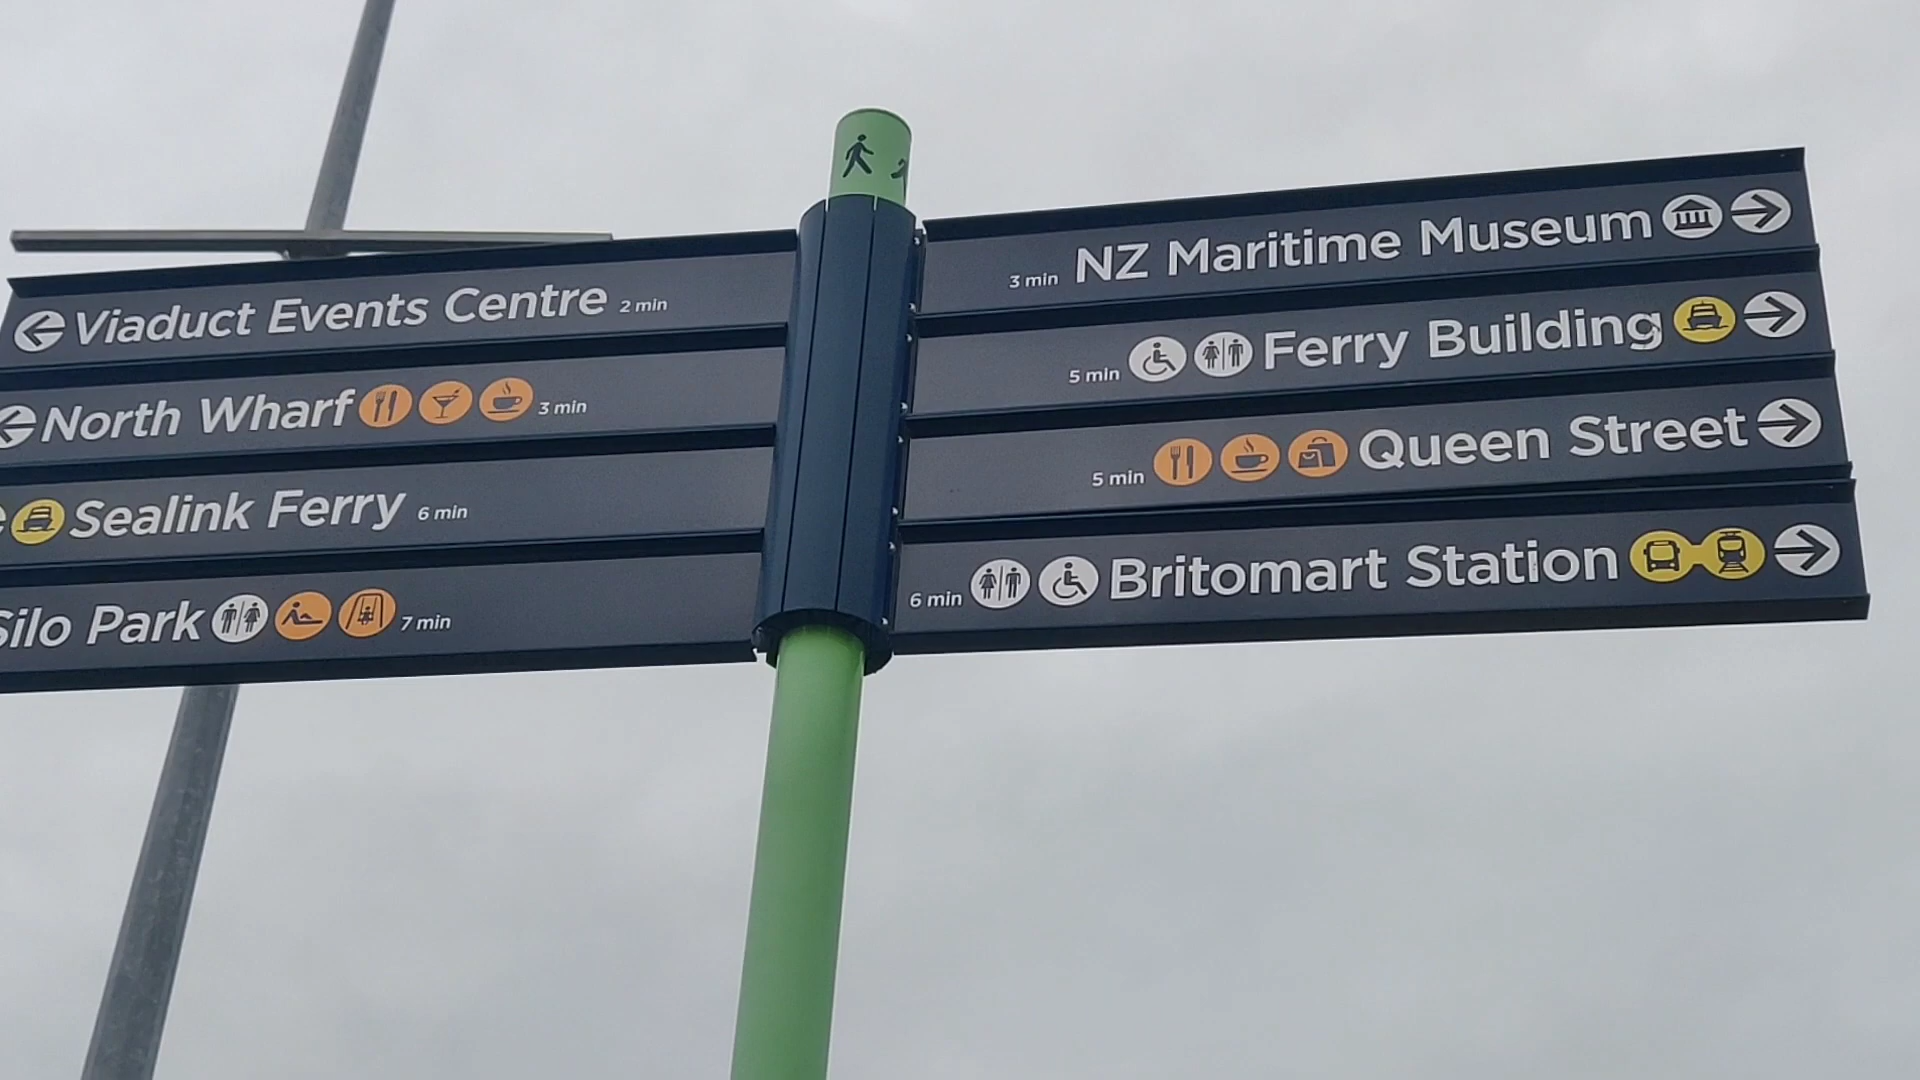 Viaduct Events Centre 2 min
North Wharf 3 min
Sealink Ferry 6 min
Silo Park 7 min
3 min NZ Maritime Museum
5 min Ferry Building
5 min Queen Street
6 min Britomart Station